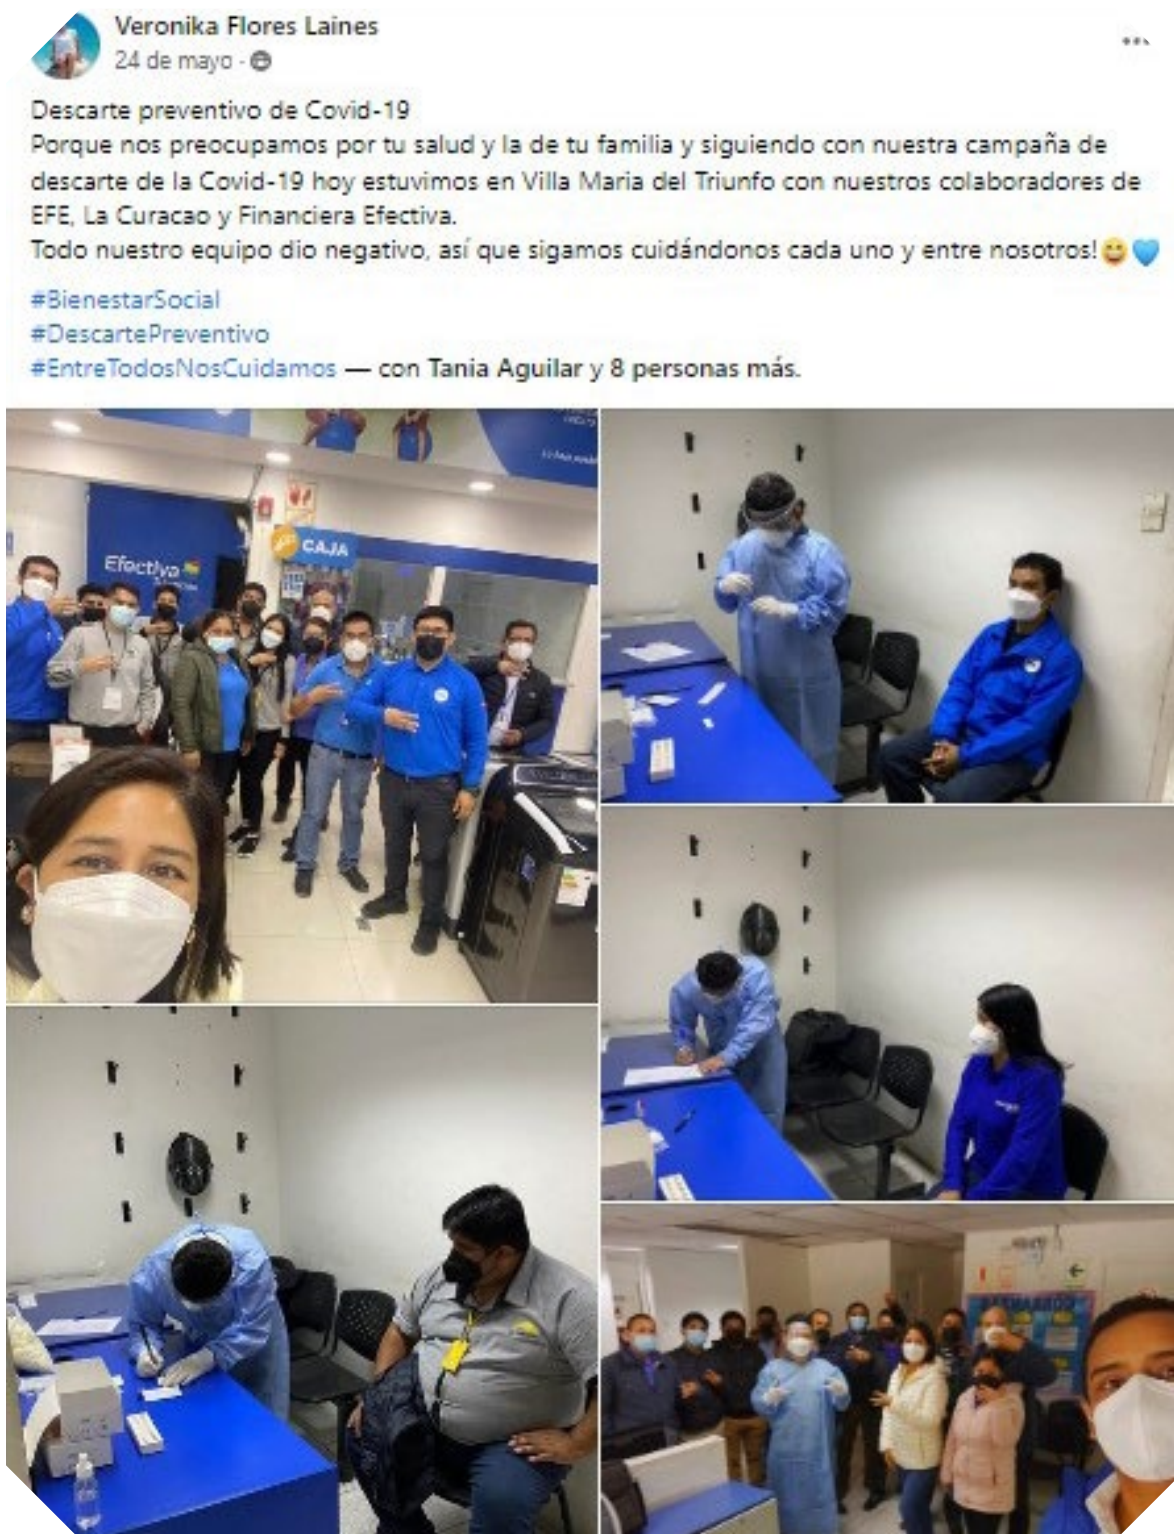 Veronika Flores Laines
24 de mayo ·
Descarte preventivo de Covid-19
Porque nos preocupamos por tu salud y la de tu familia y siguiendo con nuestra campaña de
descarte de la Covid-19 hoy estuvimos en Villa Maria del Triunfo con nuestros colaboradores de
EFE, La Curacao y Financiera Efectiva.
Todo nuestro equipo dio negativo, así que sigamos cuidándonos cada uno y entre nosotros!😄💙
#BienestarSocial
#DescartePreventivo
#EntreTodosNosCuidamos — con Tania Aguilar y 8 personas más.
Efectiva
CAJA